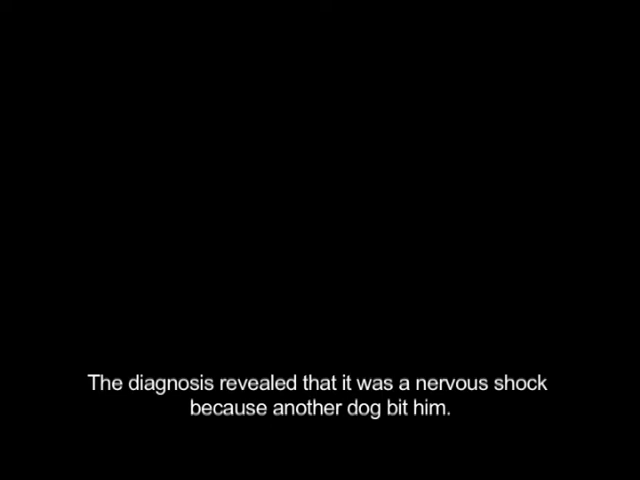 The diagnosis revealed that it was a nervous shock
because another dog bit him.